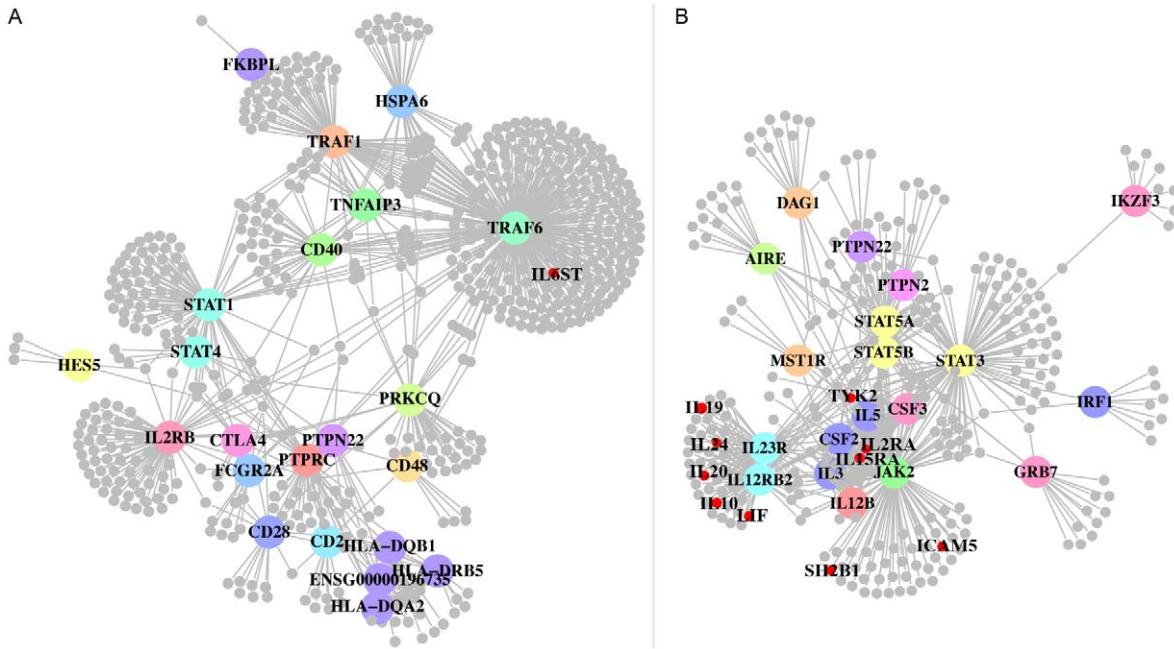 A
FKBPL
HSPA6
TRAF1
TNFAIP3
TRAF6
CD40
IL6ST
STAT1
STAT4
HES5
PRKCQ
IL2RB
CTLA4
PTPN22
PTPRC
FCGR2A
CD48
CD28
CD2
HLA-DQB1
HLA-DRB5
ENSG00000196735
HLA-DQA2
B
DAG1
IKZF3
PTPN22
AIRE
PTPN2
STAT5A
STAT5B
STAT3
MST1R
TYK2
IRF1
IL19
IL5
CSF3
IL24
IL23R
CSF2
IL2RA
IL15RA
IL20
IL12RB2
IL3
JAK2
GRB7
IL10
LIF
IL12B
ICAM5
SH2B1